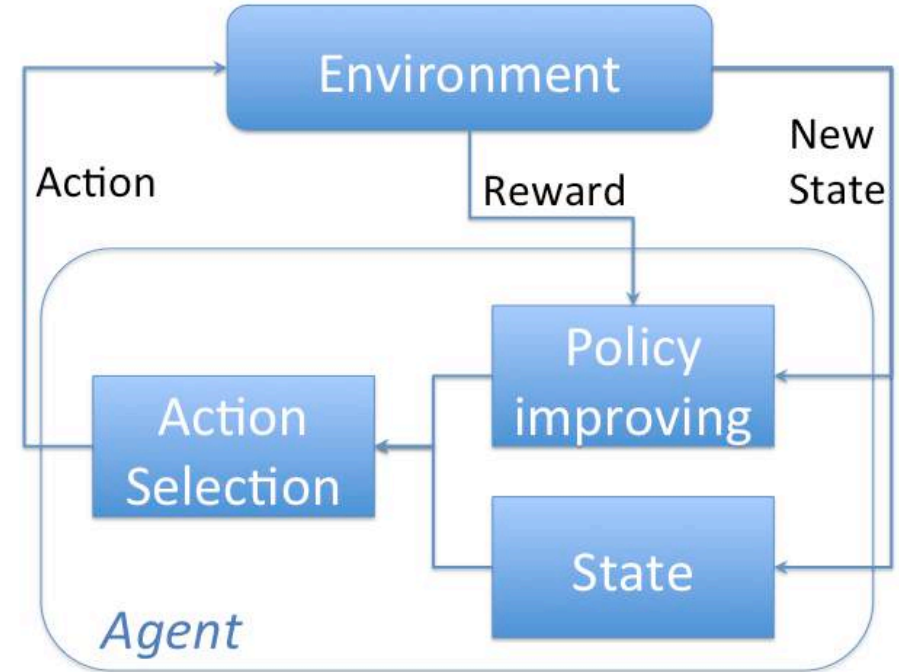 Environment
Action
Reward
New
State
Policy
improving
Action
Selection
State
Agent